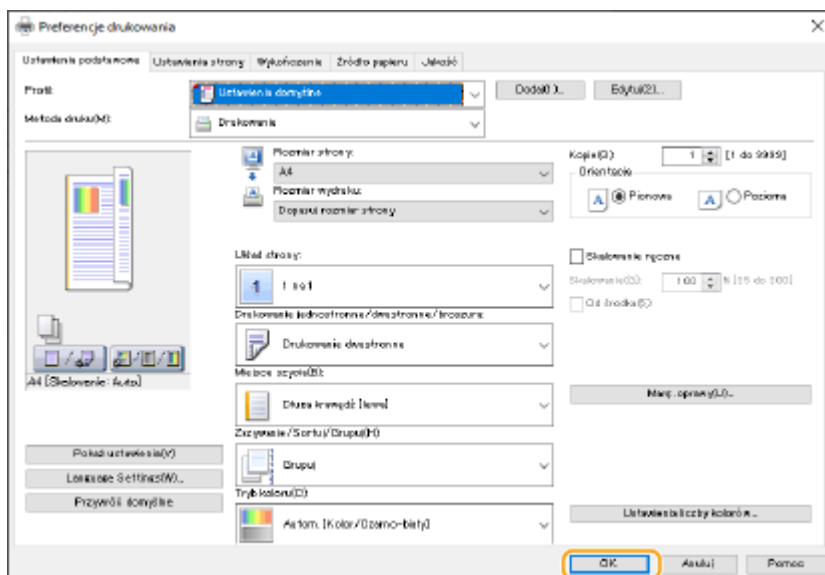 Preferencje drukowania
Ustawienia podstawowe Ustawienia strony Wykończenie Źródło papieru Jakość
Profil: Ustawienia domyślne Dodaj(1)... Edytuj(2)...
Metoda druku(M): Drukowanie
Rozmiar strony:
A4
Rozmiar wydruku:
Dopasuj rozmiar strony
Kopie(C): 1 [1 do 9999]
Orientacja
A Pionowa A Pozioma
Układ strony:
1 1 na 1
Skalowanie ręczne
Skalowanie(G): 100 % [25 do 200]
Od środka(5)
Drukowanie jednostronne/dwustronne/broszura:
Drukowanie dwustronne
Miejsce szycia(B):
Dłuższa krawędź [lewa]
Marg. oprawy(U)...
Zszywanie/Sortuj/Grupuj(H)
Grupuj
Tryb koloru(O)
Autom. [Kolor/Czarno-biały]
Ustawienia liczby kolorów...
A4 [Skalowanie: Auto]
Pokaż ustawienia(V)
Language Settings(W)...
Przywróć domyślne
OK Anuluj Pomoc